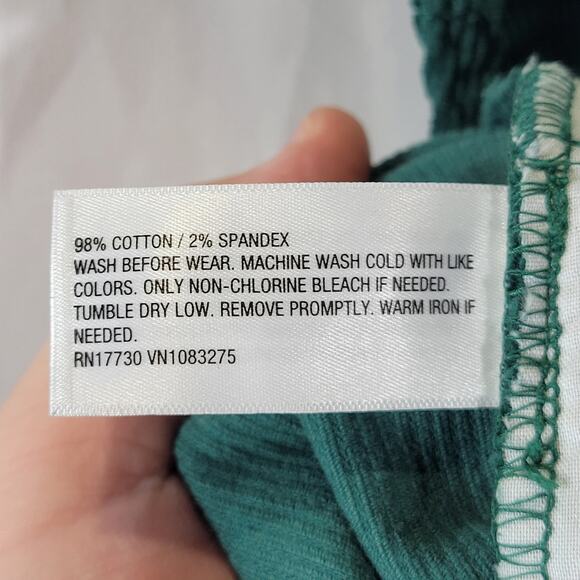 98% COTTON / 2% SPANDEX
WASH BEFORE WEAR. MACHINE WASH COLD WITH LIKE
COLORS. ONLY NON-CHLORINE BLEACH IF NEEDED.
TUMBLE DRY LOW. REMOVE PROMPTLY. WARM IRON IF
NEEDED.
RN17730 VN1083275